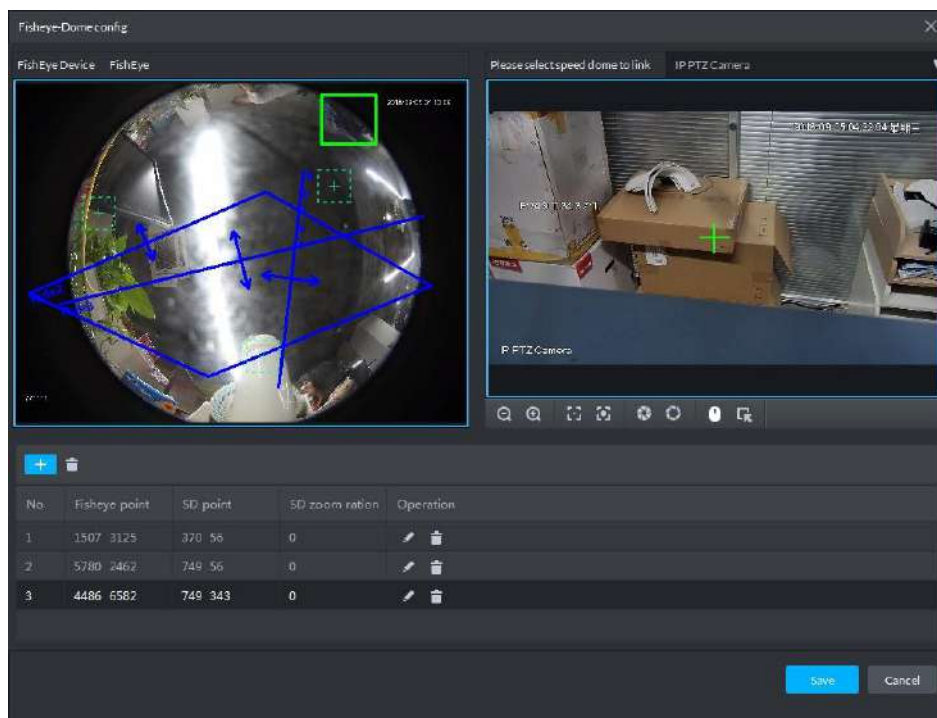 Fisheye-Dome config
FishEye Device FishEye
Please select speed dome to link IP PTZ Camera
IP PTZ Camera
No Fisheye point SD point SD zoom ration Operation
1 1507 3125 370 56 0
2 5780 2462 749 56 0
3 4486 6582 749 343 0
Save Cancel